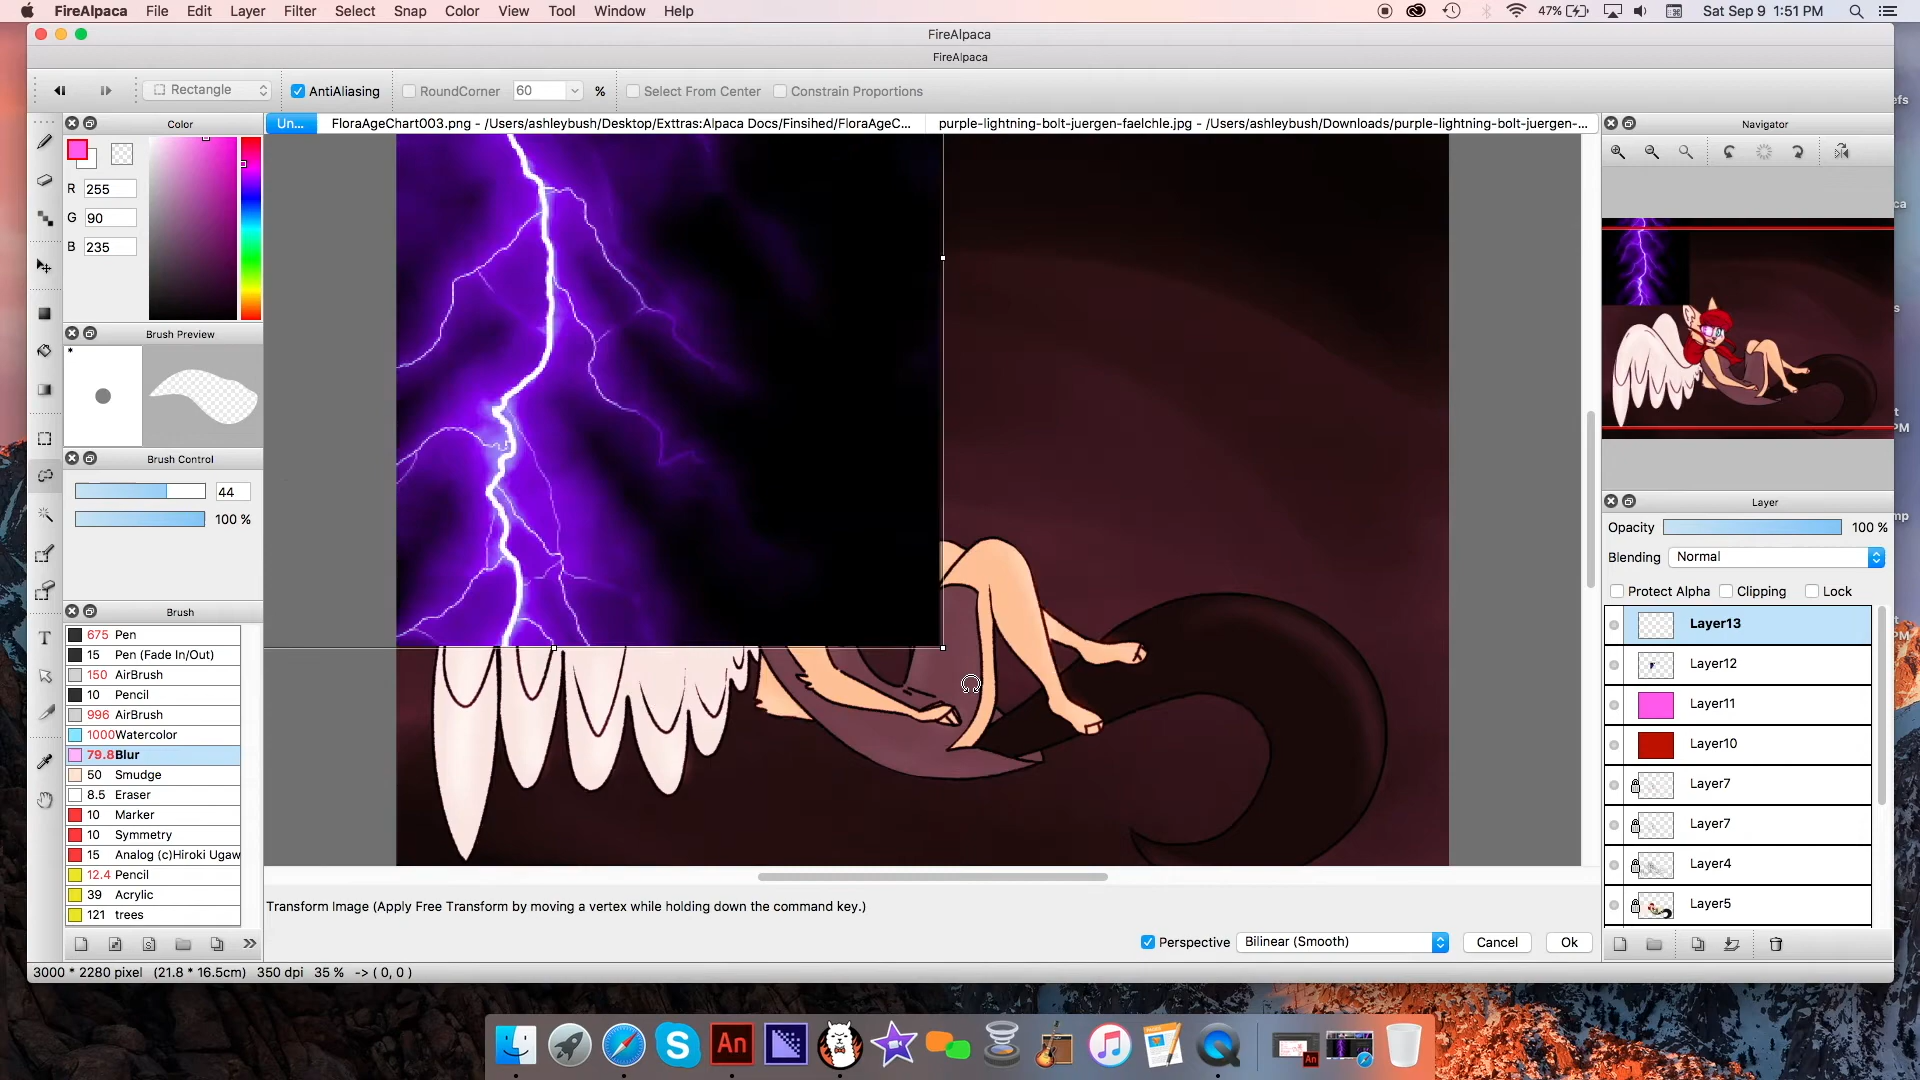 FireAlpaca File Edit Layer Filter Select Snap Color View Tool Window Help 47% Sat Sep 9 1:51 PM
FireAlpaca
FireAlpaca
Rectangle AntiAliasing RoundCorner 60 % Select From Center Constrain Proportions
Color
Un... FloraAgeChart003.png - /Users/ashleybush/Desktop/Exttras:Alpaca Docs/Finsihed/FloraAgeC... purple-lightning-bolt-juergen-faelchle.jpg - /Users/ashleybush/Downloads/purple-lightning-bolt-juergen-...
Navigator
R 255
G 90
B 235
Brush Preview
*
Brush Control
44
100 %
Brush
675 Pen
15 Pen (Fade In/Out)
150 AirBrush
10 Pencil
996 AirBrush
1000 Watercolor
79.8 Blur
50 Smudge
8.5 Eraser
10 Marker
10 Symmetry
15 Analog (c)Hiroki Ugaw
12.4 Pencil
39 Acrylic
121 trees
Layer
Opacity 100 %
Blending Normal
Protect Alpha Clipping Lock
Layer13
Layer12
Layer11
Layer10
Layer7
Layer7
Layer4
Layer5
Transform Image (Apply Free Transform by moving a vertex while holding down the command key.)
Perspective Bilinear (Smooth) Cancel Ok
3000 * 2280 pixel (21.8 * 16.5cm) 350 dpi 35 % -> ( 0, 0 )
An
An